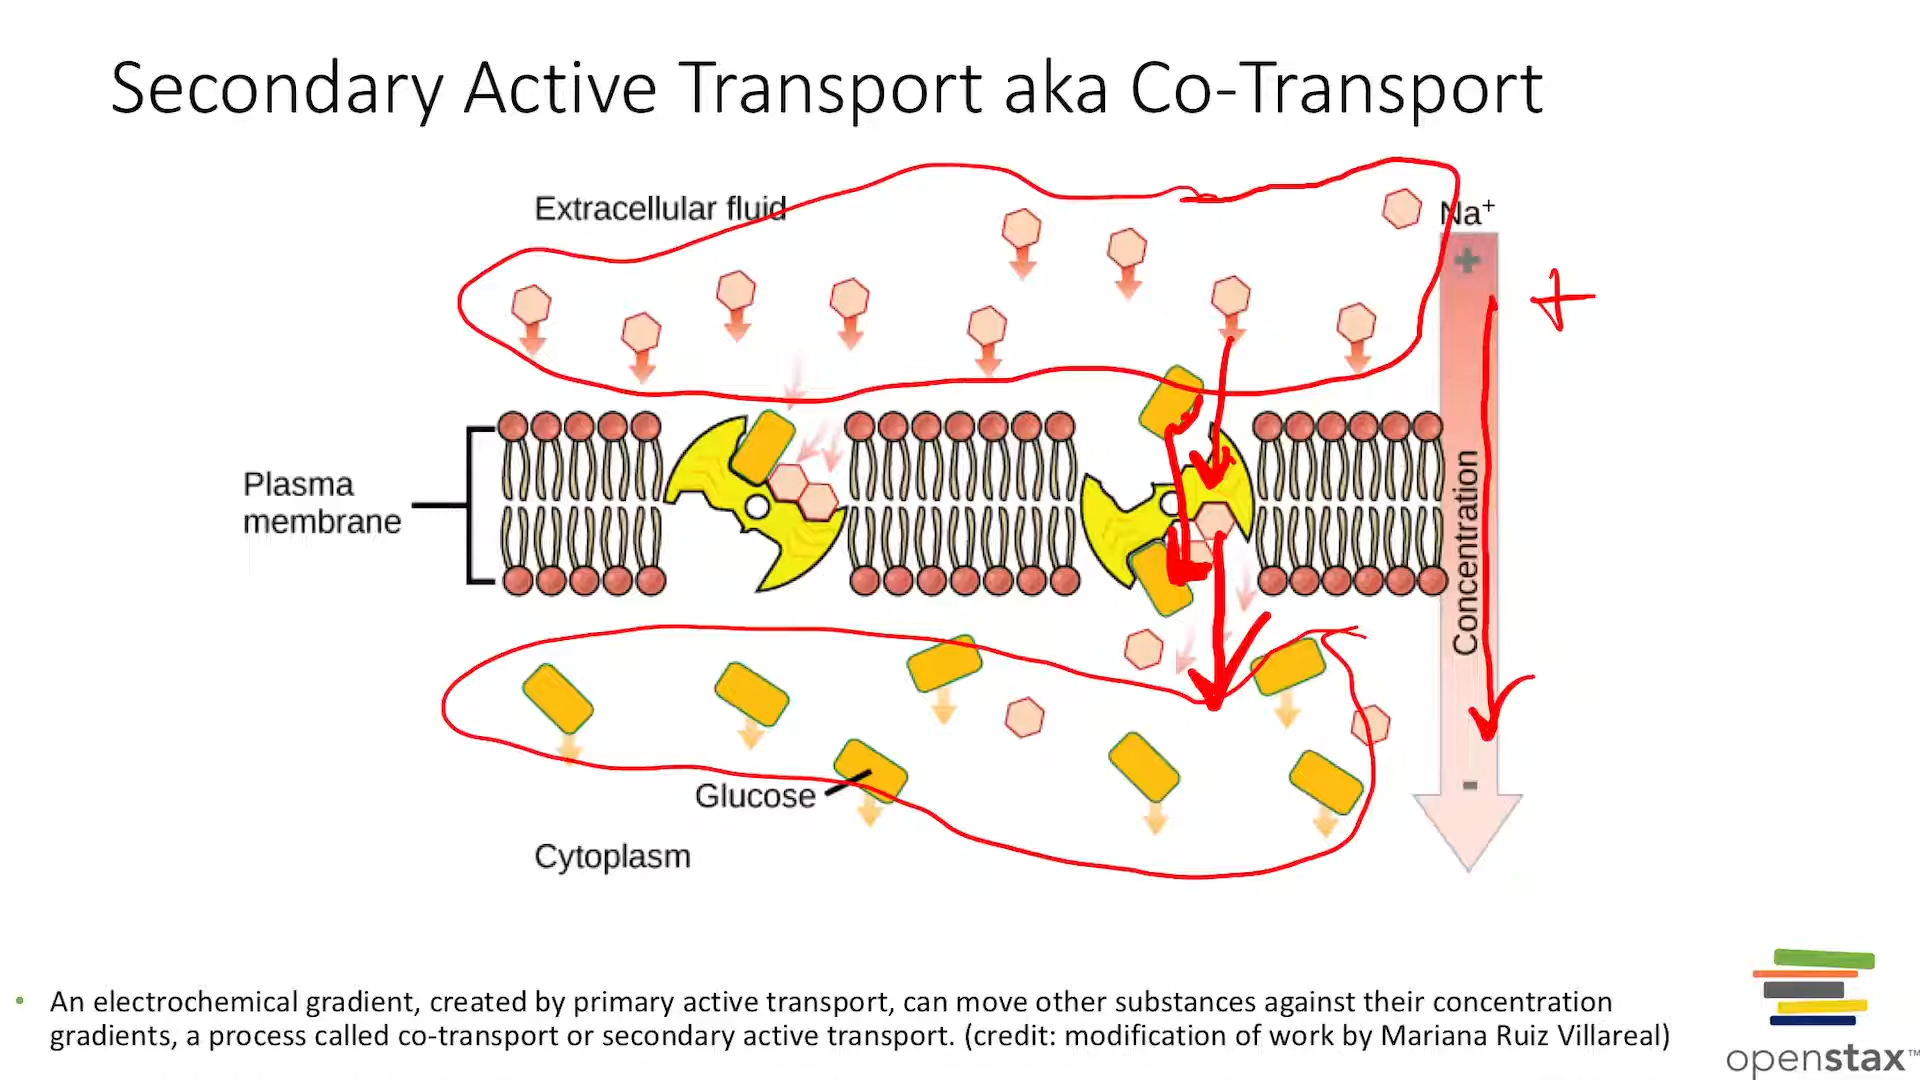 Secondary Active Transport aka Co-Transport
Extracellular fluid
Na⁺
+
+
Plasma
membrane
Concentration
-
Glucose
Cytoplasm
• An electrochemical gradient, created by primary active transport, can move other substances against their concentration
gradients, a process called co-transport or secondary active transport. (credit: modification of work by Mariana Ruiz Villareal)
openstax™